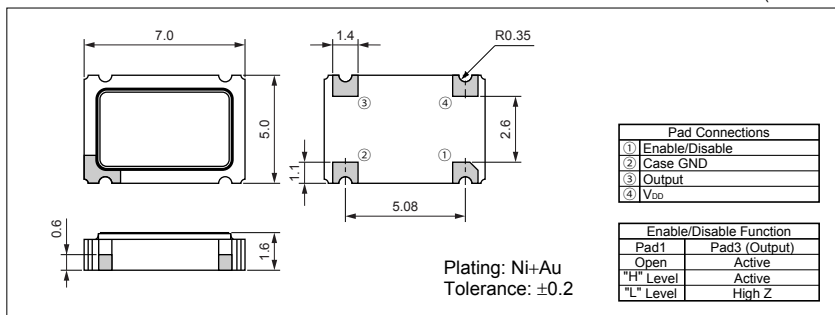 7.0
1.4
R0.35
5.0
③
④
②
①
2.6
1.1
5.08
0.6
1.6
Plating: Ni+Au
Tolerance: ±0.2
Pad Connections
① Enable/Disable
② Case GND
③ Output
④ VDD
Enable/Disable Function
Pad1 Pad3 (Output)
Open Active
"H" Level Active
"L" Level High Z